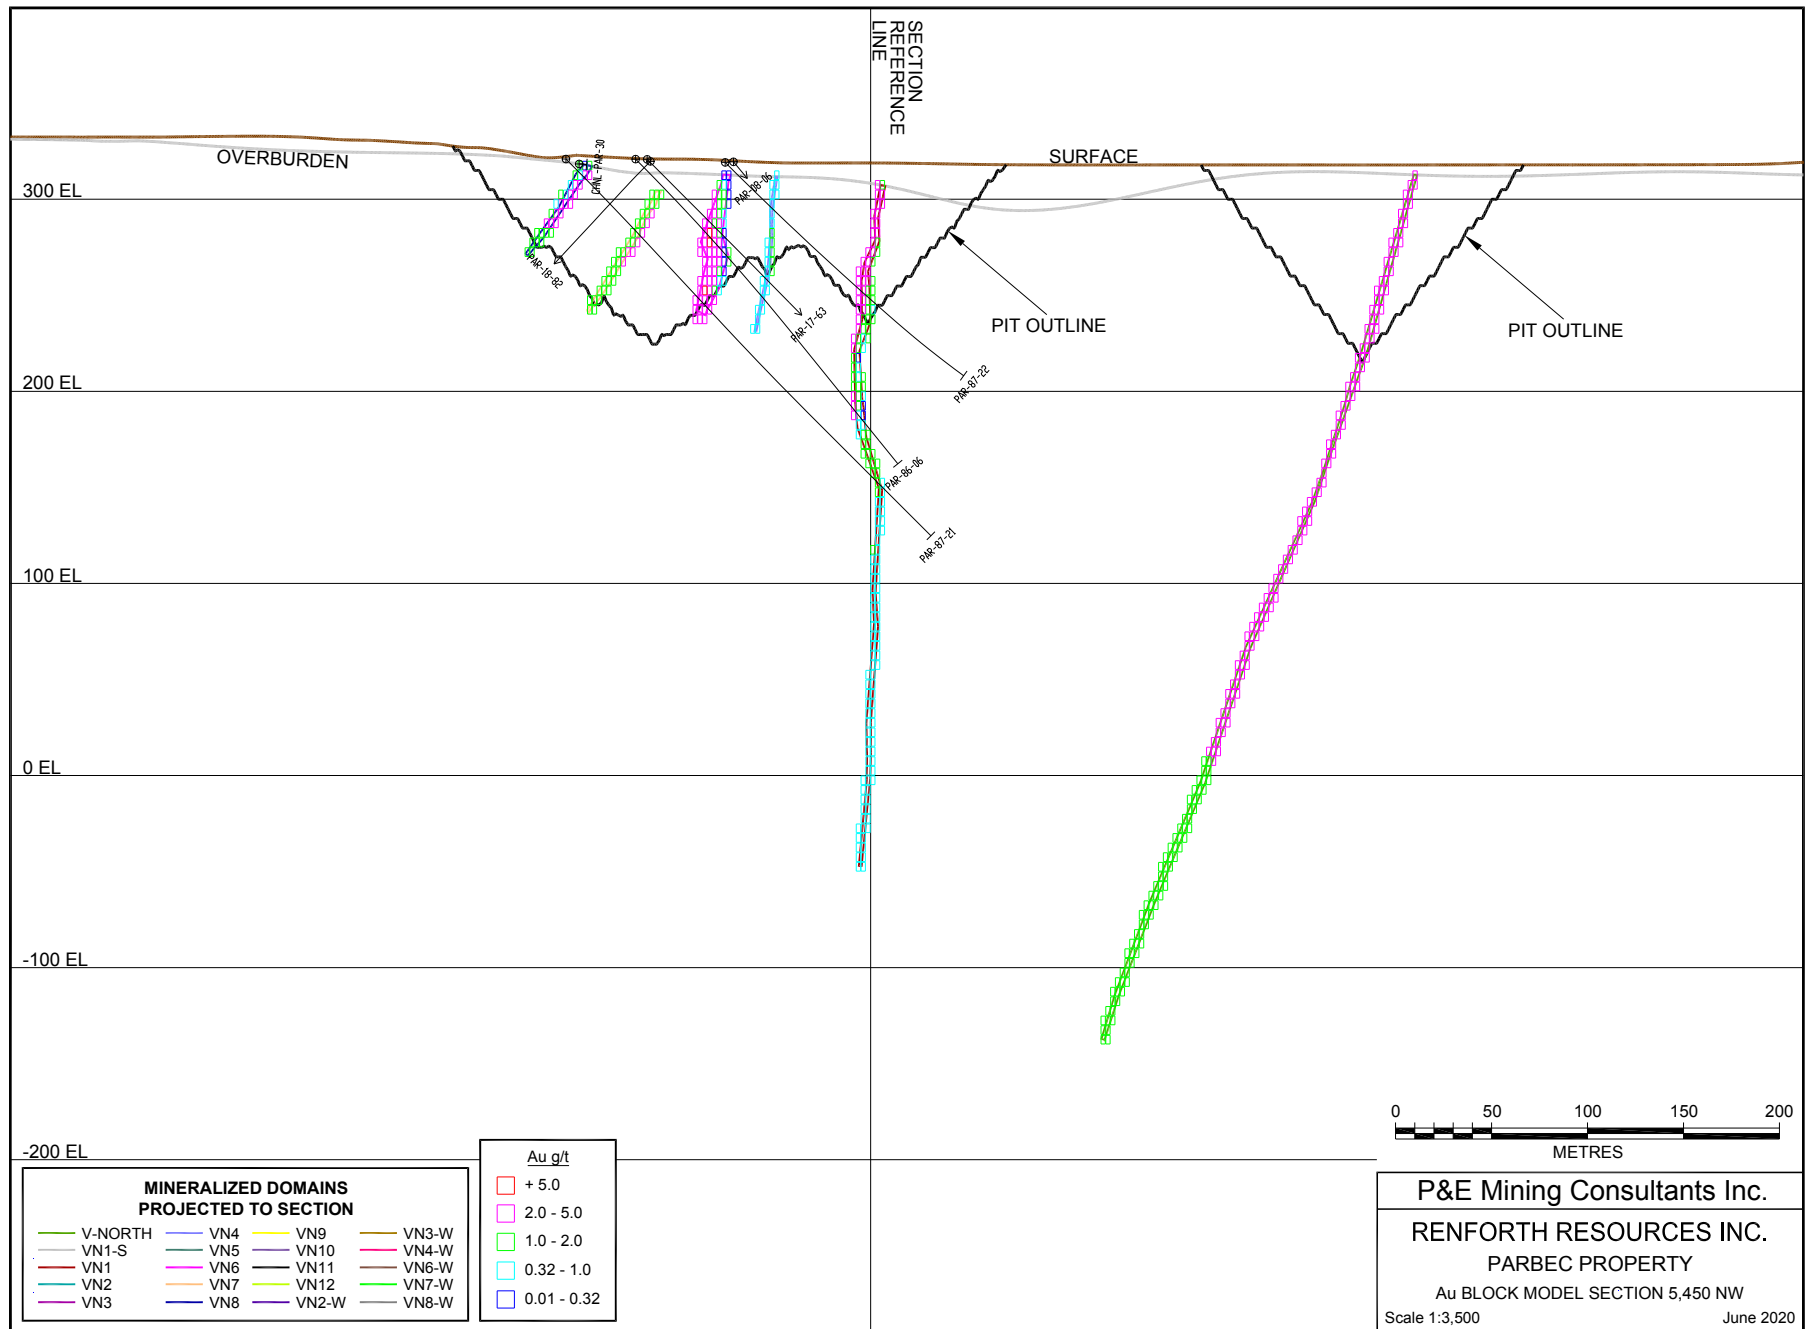 SECTION
REFERENCE
LINE
OVERBURDEN
SURFACE
CHNL-PAR-30
PAR-08-06
300 EL
PAR-18-82
PAR-17-63
PIT OUTLINE
PIT OUTLINE
PAR-87-22
200 EL
PAR-86-06
PAR-87-21
100 EL
0 EL
-100 EL
-200 EL
MINERALIZED DOMAINS
PROJECTED TO SECTION
V-NORTH VN4 VN9 VN3-W
VN1-S VN5 VN10 VN4-W
VN1 VN6 VN11 VN6-W
VN2 VN7 VN12 VN7-W
VN3 VN8 VN2-W VN8-W
Au g/t
+ 5.0
2.0 - 5.0
1.0 - 2.0
0.32 - 1.0
0.01 - 0.32
0 50 100 150 200
METRES
P&E Mining Consultants Inc.
RENFORTH RESOURCES INC.
PARBEC PROPERTY
Au BLOCK MODEL SECTION 5,450 NW
Scale 1:3,500 June 2020